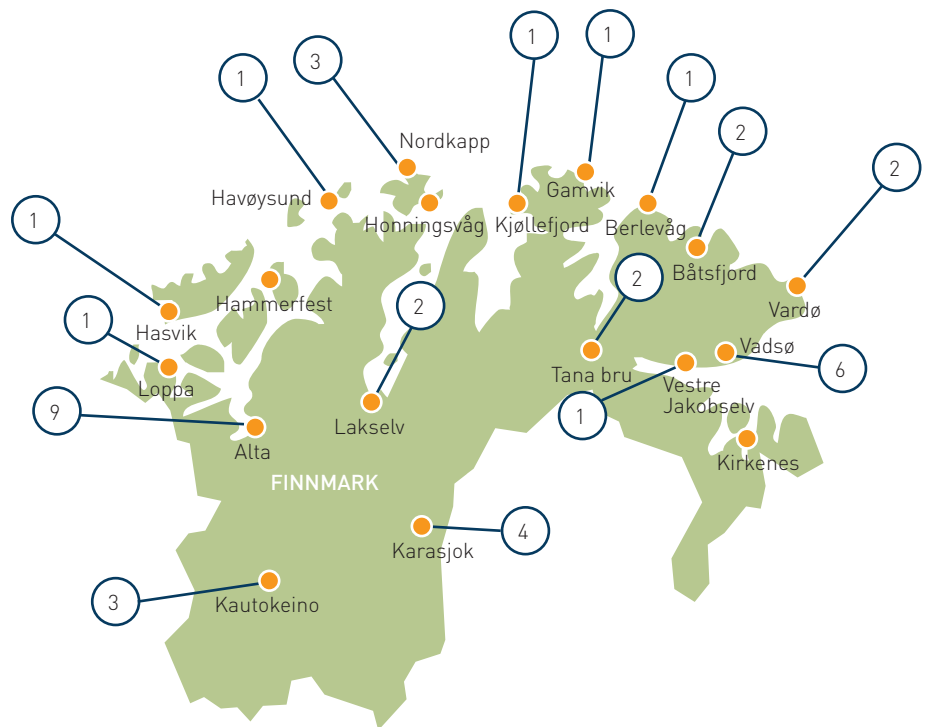 1
3
1
1
1
2
2
Nordkapp
Havøysund
Honningsvåg
Kjøllefjord
Gamvik
Berlevåg
Båtsfjord
1
Hammerfest
2
2
Vardø
Hasvik
1
Loppa
Tana bru
Vadsø
6
Vestre
Jakobselv
1
9
Alta
Lakselv
Kirkenes
FINNMARK
Karasjok
4
3
Kautokeino